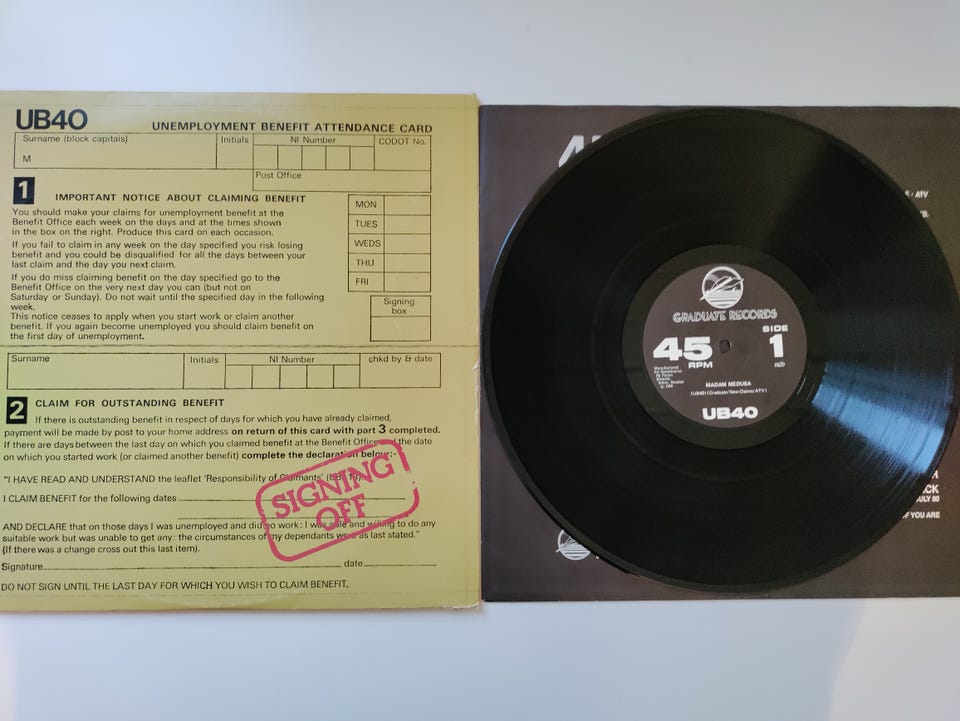 UB40
UNEMPLOYMENT BENEFIT ATTENDANCE CARD
Surname (block capitals)
Initials
NI Number
CODOT No.
M
Post Office
1
IMPORTANT NOTICE ABOUT CLAIMING BENEFIT
You should make your claims for unemployment benefit at the
Benefit Office each week on the days and at the times shown
in the box on the right. Produce this card on each occasion.
If you fail to claim in any week on the day specified you risk losing
benefit and you could be disqualified for all the days between your
last claim and the day you next claim.
If you do miss claiming benefit on the day specified go to the
Benefit Office on the very next day you can (but not on
Saturday or Sunday). Do not wait until the specified day in the following
week.
This notice ceases to apply when you start work or claim another
benefit. If you again become unemployed you should claim benefit on
the first day of unemployment.
MON
TUES
WEDS
THU
FRI
Signing
box
Surname
Initials
NI Number
chkd by & date
2
CLAIM FOR OUTSTANDING BENEFIT
If there is outstanding benefit in respect of days for which you have already claimed,
payment will be made by post to your home address on return of this card with part 3 completed.
If there are days between the last day on which you claimed benefit at the Benefit Office and the date
on which you started work (or claimed another benefit) complete the declaration below:-
"I HAVE READ AND UNDERSTAND the leaflet 'Responsibility of Claimants'
I CLAIM BENEFIT for the following dates
AND DECLARE that on those days I was unemployed and did no work: I was able and willing to do any
suitable work but was unable to get any: the circumstances of my dependants were as last stated."
(If there was a change cross out this last item).
Signature
date
DO NOT SIGN UNTIL THE LAST DAY FOR WHICH YOU WISH TO CLAIM BENEFIT.
SIGNING
OFF
GRADUATE RECORDS
45
RPM
SIDE
1
MADAM MEDUSA
(UB40) (Graduate/New Claims/ATV)
UB40
ATV
CK
JULY 80
IF YOU ARE